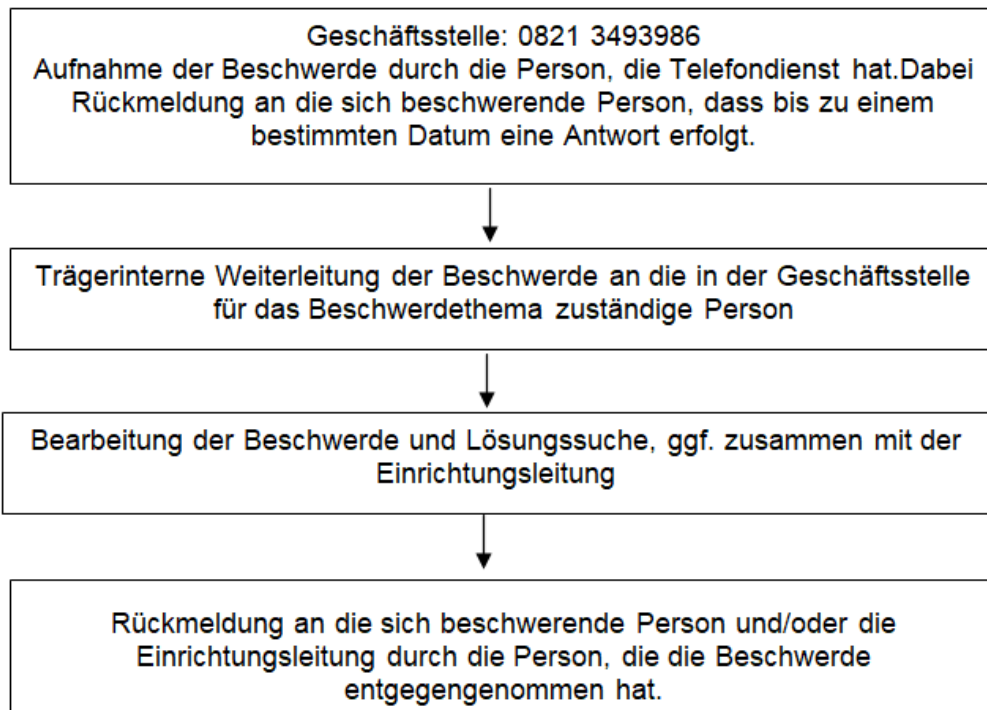 Geschäftsstelle: 0821 3493986
Aufnahme der Beschwerde durch die Person, die Telefondienst hat.Dabei
Rückmeldung an die sich beschwerende Person, dass bis zu einem
bestimmten Datum eine Antwort erfolgt.
Trägerinterne Weiterleitung der Beschwerde an die in der Geschäftsstelle
für das Beschwerdethema zuständige Person
Bearbeitung der Beschwerde und Lösungssuche, ggf. zusammen mit der
Einrichtungsleitung
Rückmeldung an die sich beschwerende Person und/oder die
Einrichtungsleitung durch die Person, die die Beschwerde
entgegengenommen hat.